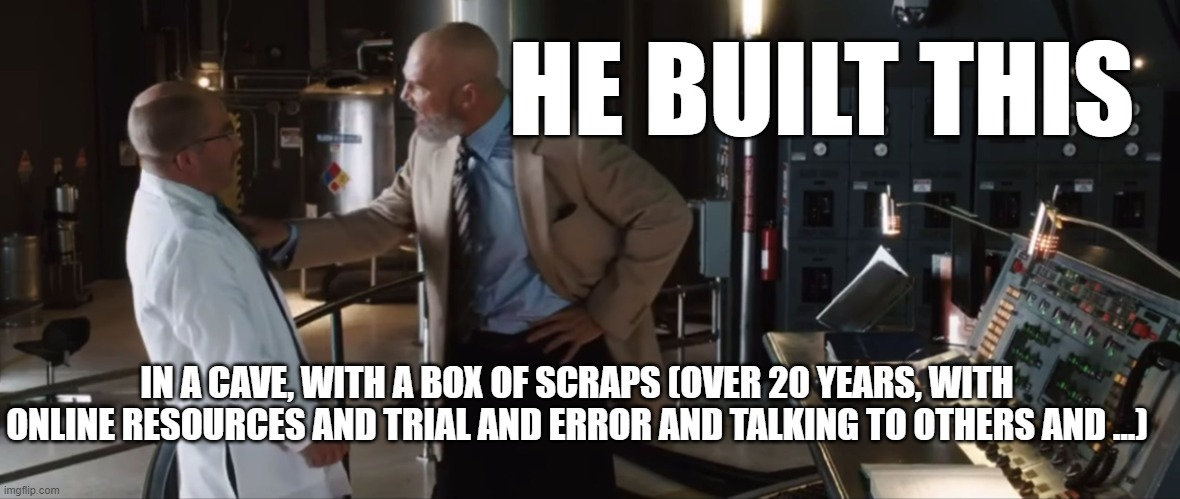 HE BUILT THIS
IN A CAVE, WITH A BOX OF SCRAPS (OVER 20 YEARS, WITH
ONLINE RESOURCES AND TRIAL AND ERROR AND TALKING TO OTHERS AND ...)
imgflip.com